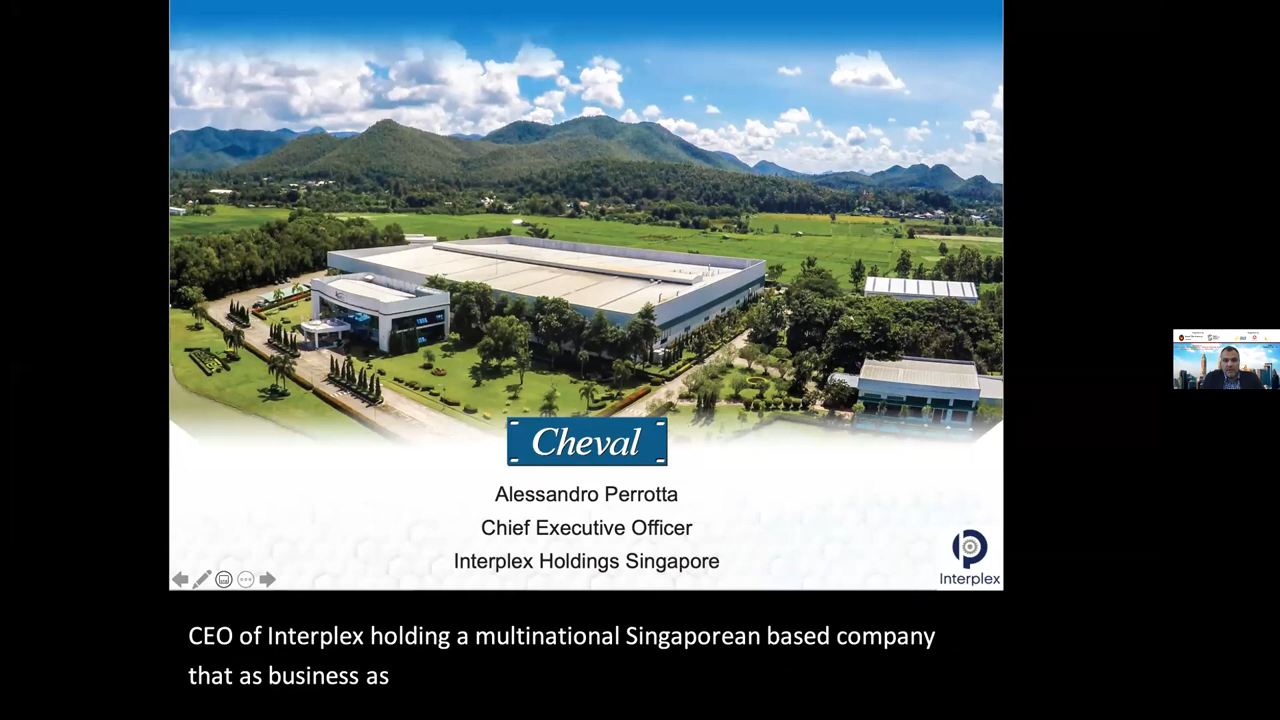 Cheval
Alessandro Perrotta
Chief Executive Officer
Interplex Holdings Singapore
Interplex
CEO of Interplex holding a multinational Singaporean based company
that as business as